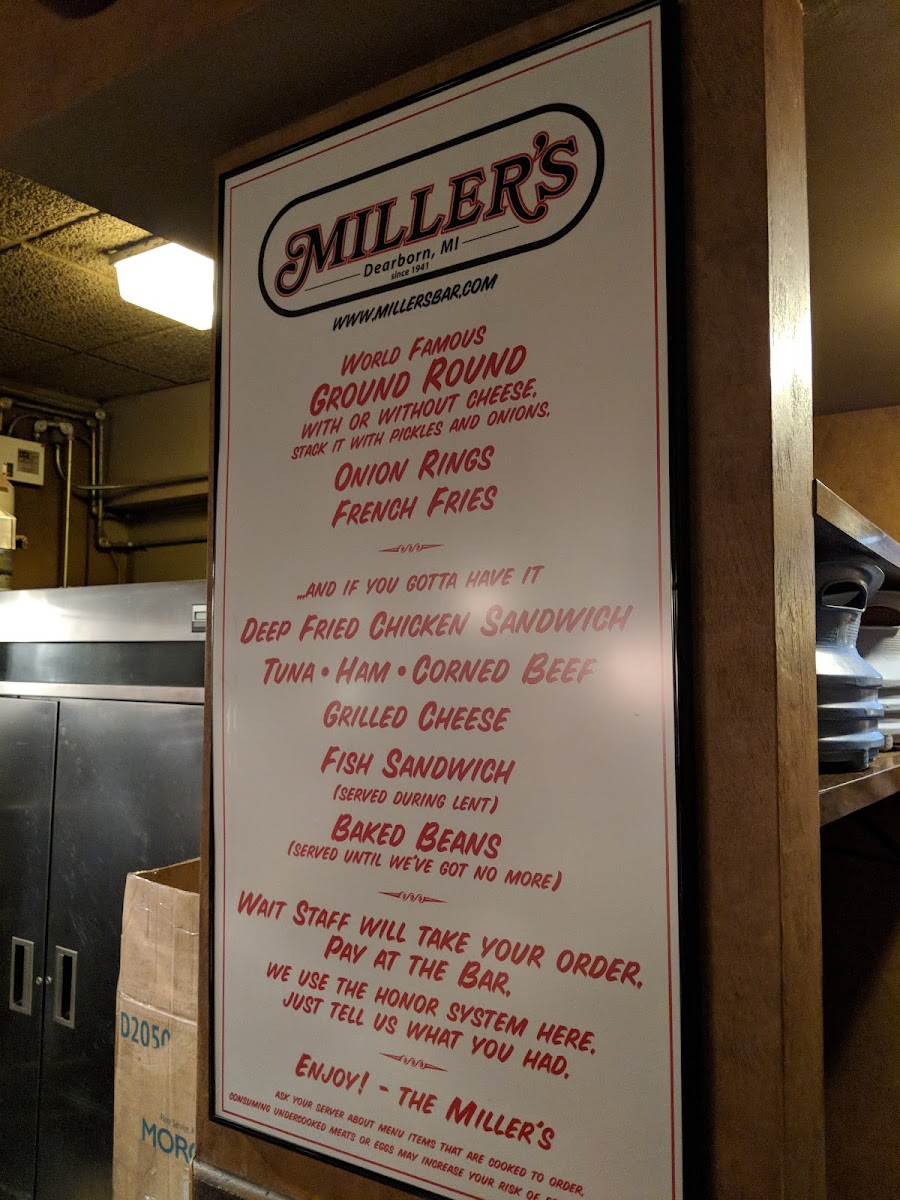 MILLER'S
Dearborn, MI
since 1941
WWW.MILLERSBAR.COM
WORLD FAMOUS
GROUND ROUND
WITH OR WITHOUT CHEESE,
STACK IT WITH PICKLES AND ONIONS.
ONION RINGS
FRENCH FRIES
...AND IF YOU GOTTA HAVE IT
DEEP FRIED CHICKEN SANDWICH
TUNA • HAM • CORNED BEEF
GRILLED CHEESE
FISH SANDWICH
(SERVED DURING LENT)
BAKED BEANS
(SERVED UNTIL WE'VE GOT NO MORE)
WAIT STAFF WILL TAKE YOUR ORDER.
PAY AT THE BAR.
WE USE THE HONOR SYSTEM HERE.
JUST TELL US WHAT YOU HAD.
ENJOY! - THE MILLER'S
ASK YOUR SERVER ABOUT MENU ITEMS THAT ARE COOKED TO ORDER.
CONSUMING UNDERCOOKED MEATS OR EGGS MAY INCREASE YOUR RISK OF
D2050